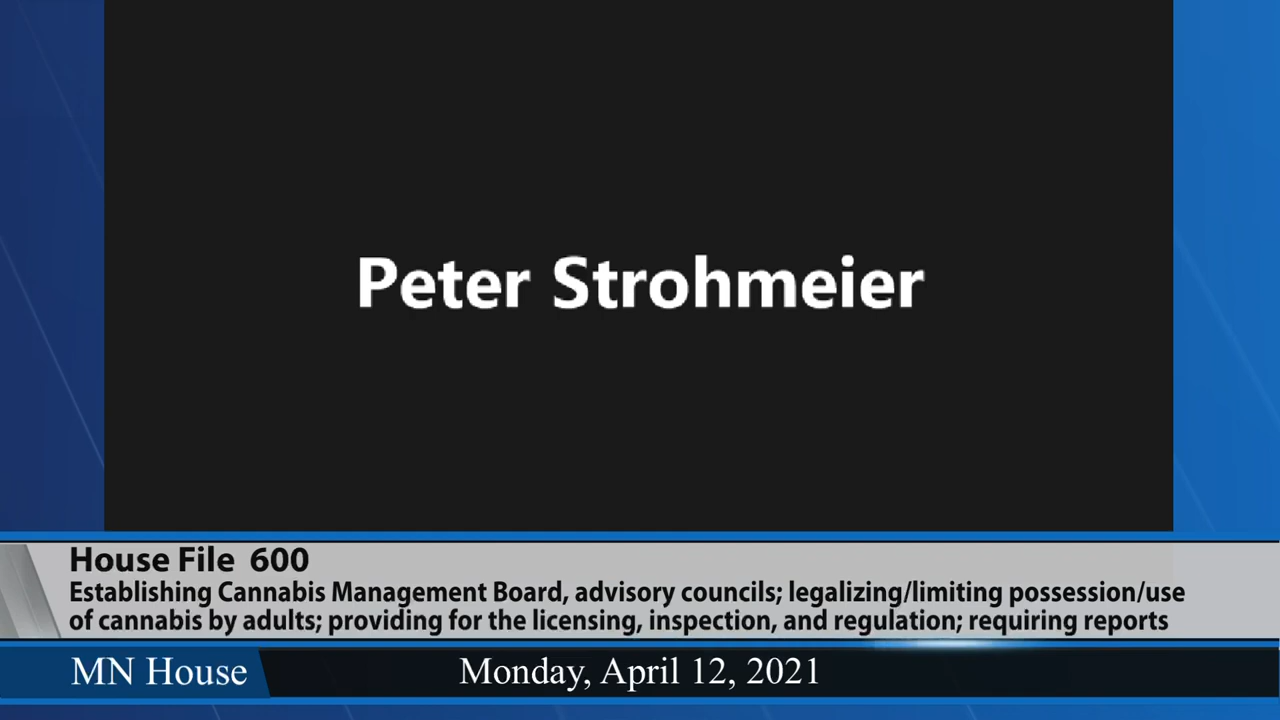 Peter Strohmeier
House File 600
Establishing Cannabis Management Board, advisory councils; legalizing/limiting possession/use
of cannabis by adults; providing for the licensing, inspection, and regulation; requiring reports
MN House
Monday, April 12, 2021